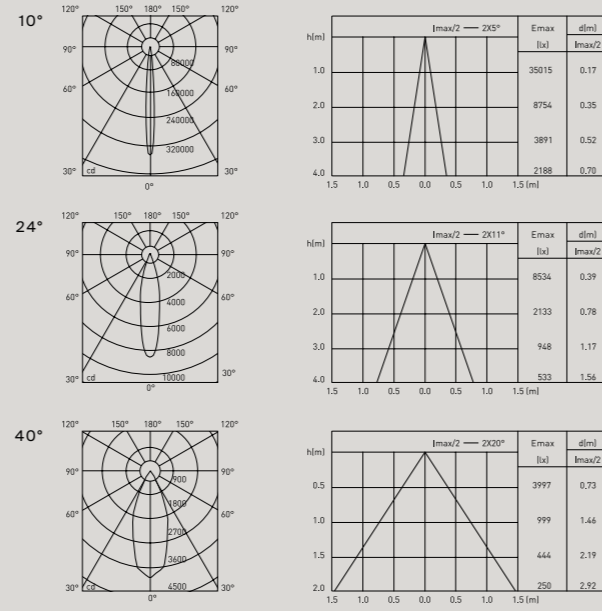 10°
120° 150° 180° 150° 120°
90° 90°
80000
60° 60°
160000
240000
320000
30° cd 30°
0°
h(m) Imax/2 — 2X5° Emax d(m)
(lx) Imax/2
1.0 35015 0.17
2.0 8754 0.35
3.0 3891 0.52
4.0 2188 0.70
1.5 1.0 0.5 0.0 0.5 1.0 1.5 (m)
24°
120° 150° 180° 150° 120°
90° 90°
2000
60° 60°
4000
6000
8000
30° cd 10000 30°
0°
h(m) Imax/2 — 2X11° Emax d(m)
(lx) Imax/2
1.0 8534 0.39
2.0 2133 0.78
3.0 948 1.17
4.0 533 1.56
1.5 1.0 0.5 0.0 0.5 1.0 1.5 (m)
40°
120° 150° 180° 150° 120°
90° 90°
900
1800
60° 60°
2700
3600
30° cd 4500 30°
0°
h(m) Imax/2 — 2X20° Emax d(m)
(lx) Imax/2
0.5 3997 0.73
1.0 999 1.46
1.5 444 2.19
2.0 250 2.92
1.5 1.0 0.5 0.0 0.5 1.0 1.5 (m)